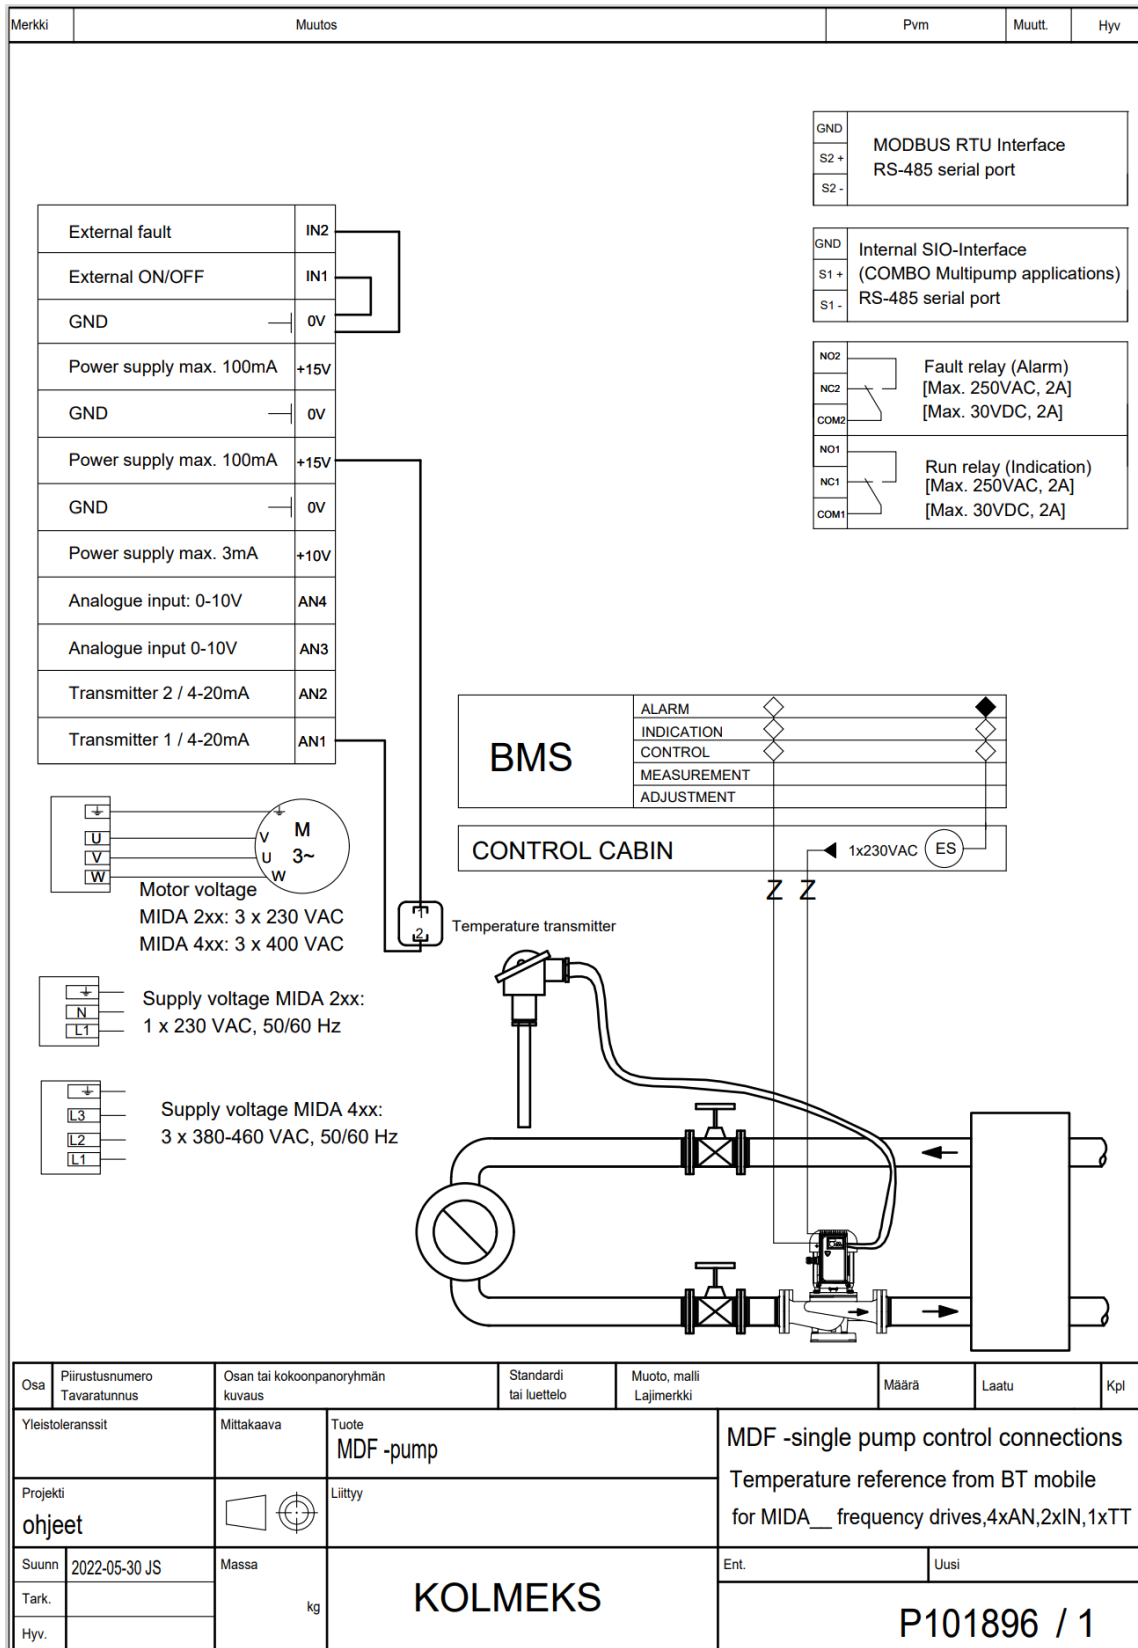 Merkki Muutos Pvm Muutt. Hyv
GND
S2 +
S2 -
MODBUS RTU Interface
RS-485 serial port
GND
S1 +
S1 -
Internal SIO-Interface
(COMBO Multipump applications)
RS-485 serial port
NO2
NC2
COM2
Fault relay (Alarm)
[Max. 250VAC, 2A]
[Max. 30VDC, 2A]
NO1
NC1
COM1
Run relay (Indication)
[Max. 250VAC, 2A]
[Max. 30VDC, 2A]
External fault IN2
External ON/OFF IN1
GND 0V
Power supply max. 100mA +15V
GND 0V
Power supply max. 100mA +15V
GND 0V
Power supply max. 3mA +10V
Analogue input: 0-10V AN4
Analogue input 0-10V AN3
Transmitter 2 / 4-20mA AN2
Transmitter 1 / 4-20mA AN1
BMS
ALARM
INDICATION
CONTROL
MEASUREMENT
ADJUSTMENT
CONTROL CABIN 1x230VAC ES
Z Z
U
V
W
V
U
W
M
3~
Motor voltage
MIDA 2xx: 3 x 230 VAC
MIDA 4xx: 3 x 400 VAC
1
2
Temperature transmitter
N
L1
Supply voltage MIDA 2xx:
1 x 230 VAC, 50/60 Hz
L3
L2
L1
Supply voltage MIDA 4xx:
3 x 380-460 VAC, 50/60 Hz
Osa
Piirustusnumero
Tavaratunnus
Osan tai kokoonpanoryhmän
kuvaus
Standardi
tai luettelo
Muoto, malli
Lajimerkki
Määrä
Laatu
Kpl
Yleistoleranssit
Mittakaava
Tuote
MDF -pump
MDF -single pump control connections
Temperature reference from BT mobile
for MIDA__ frequency drives,4xAN,2xIN,1xTT
Projekti
ohjeet
Liittyy
Suunn 2022-05-30 JS
Tark.
Hyv.
Massa
kg
KOLMEKS
Ent.
Uusi
P101896 / 1